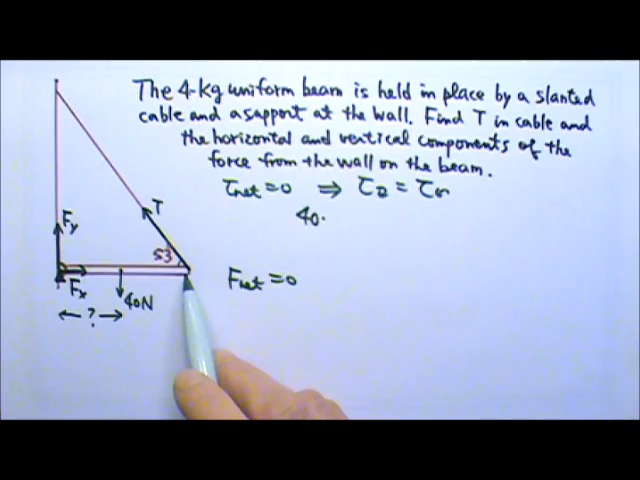 The 4-kg uniform beam is held in place by a slanted
cable and a support at the wall. Find T in cable and
the horizontal and vertical components of the
force from the wall on the beam.
τnet = 0 ⇒ τ2 = τ5
40·
T
Fy
53
Fnet = 0
Fx
40N
?